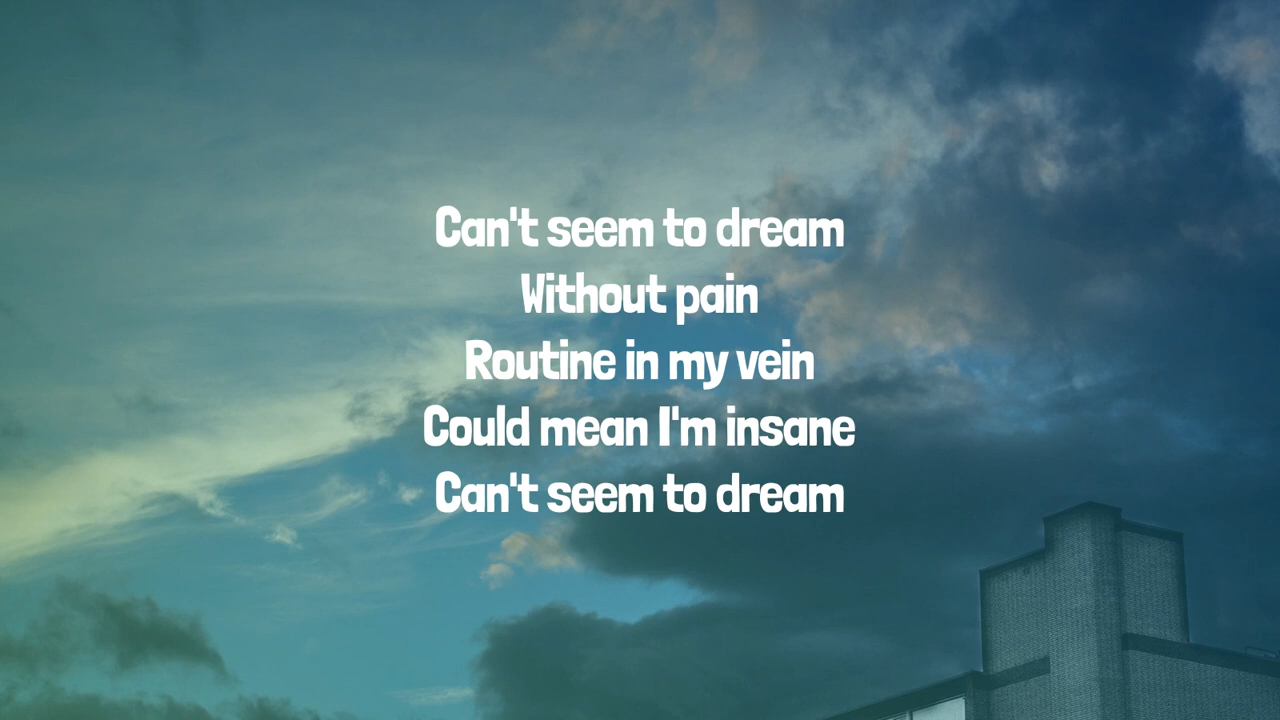 Can't seem to dream
Without pain
Routine in my vein
Could mean I'm insane
Can't seem to dream